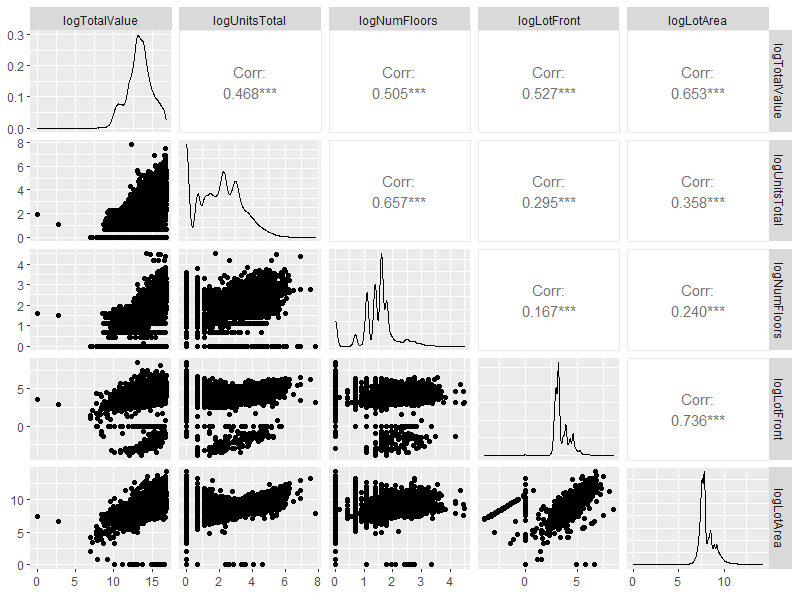 logTotalValue logUnitsTotal logNumFloors logLotFront logLotArea
0.3
0.2
0.1
0.0
Corr:
0.468***
Corr:
0.505***
Corr:
0.527***
Corr:
0.653***
logTotalValue
8
6
4
2
0
Corr:
0.657***
Corr:
0.295***
Corr:
0.358***
logUnitsTotal
4
3
2
1
0
Corr:
0.167***
Corr:
0.240***
logNumFloors
5
0
Corr:
0.736***
logLotFront
10
5
0
logLotArea
0 5 10 15 0 2 4 6 8 0 1 2 3 4 0 5 0 5 10